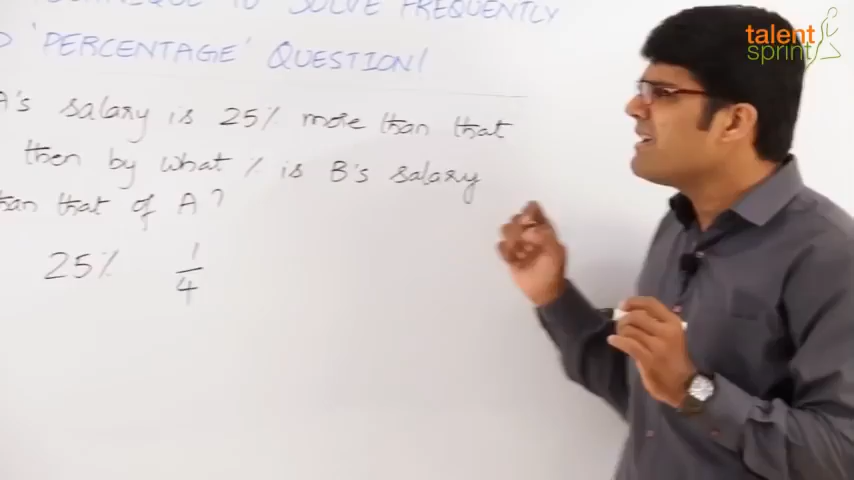 TO SOLVE FREQUENTLY
'PERCENTAGE' QUESTION!
A's salary is 25% more than that
then by what % is B's salary
than that of A?
25% 1/4
talent
sprint